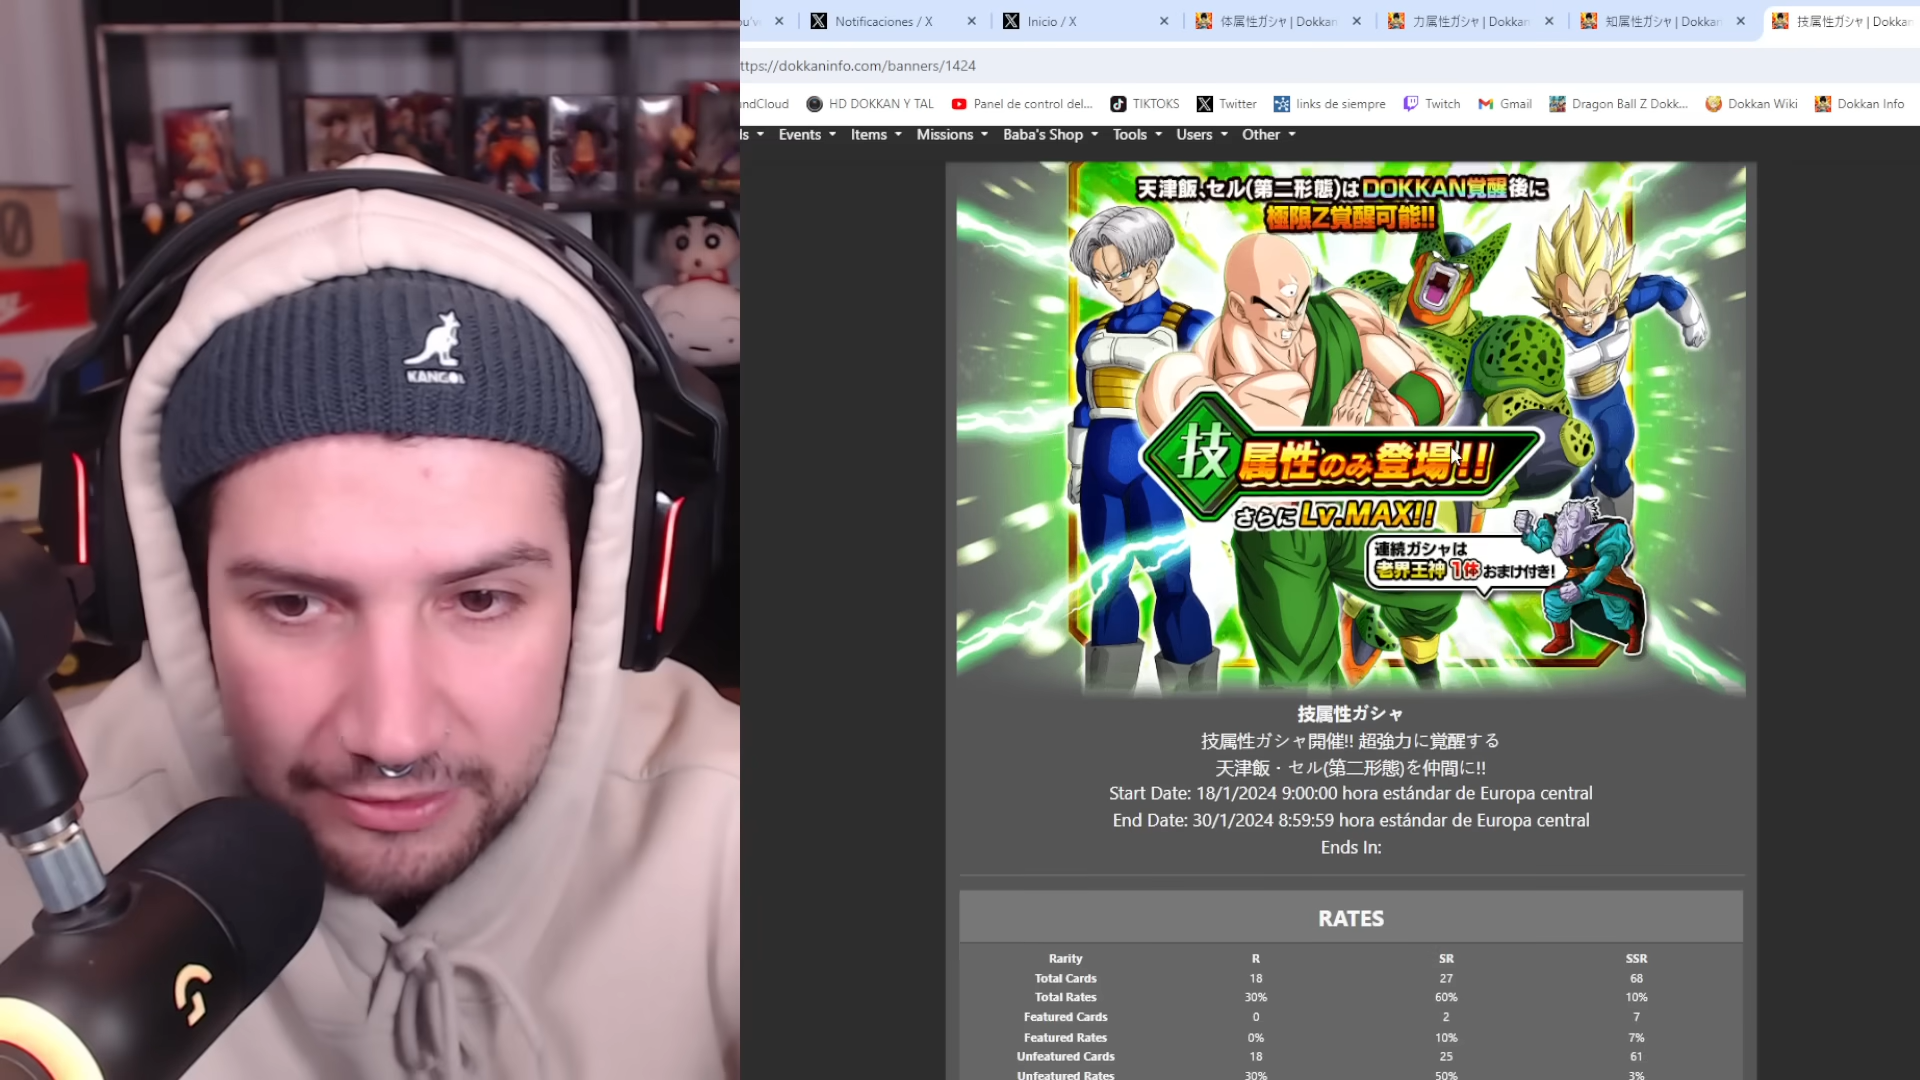 KANGOL
Notificaciones / X
Inicio / X
体属性ガシャ | Dokkan
力属性ガシャ | Dokkan
知属性ガシャ | Dokkan
技属性ガシャ | Dokkan
ttps://dokkaninfo.com/banners/1424
ndCloud
HD DOKKAN Y TAL
Panel de control del...
TIKTOKS
Twitter
links de siempre
Twitch
Gmail
Dragon Ball Z Dokk...
Dokkan Wiki
Dokkan Info
ls
Events
Items
Missions
Baba's Shop
Tools
Users
Other
天津飯、セル(第二形態)はDOKKAN覚醒後に
極限Z覚醒可能!!
技属性のみ登場!!
さらにLv.MAX!!
連続ガシャは
老界王神1体おまけ付き!
技属性ガシャ
技属性ガシャ開催!! 超強力に覚醒する
天津飯・セル(第二形態)を仲間に!!
Start Date: 18/1/2024 9:00:00 hora estándar de Europa central
End Date: 30/1/2024 8:59:59 hora estándar de Europa central
Ends In:
RATES
Rarity R SR SSR
Total Cards 18 27 68
Total Rates 30% 60% 10%
Featured Cards 0 2 7
Featured Rates 0% 10% 7%
Unfeatured Cards 18 25 61
Unfeatured Rates 30% 50% 3%